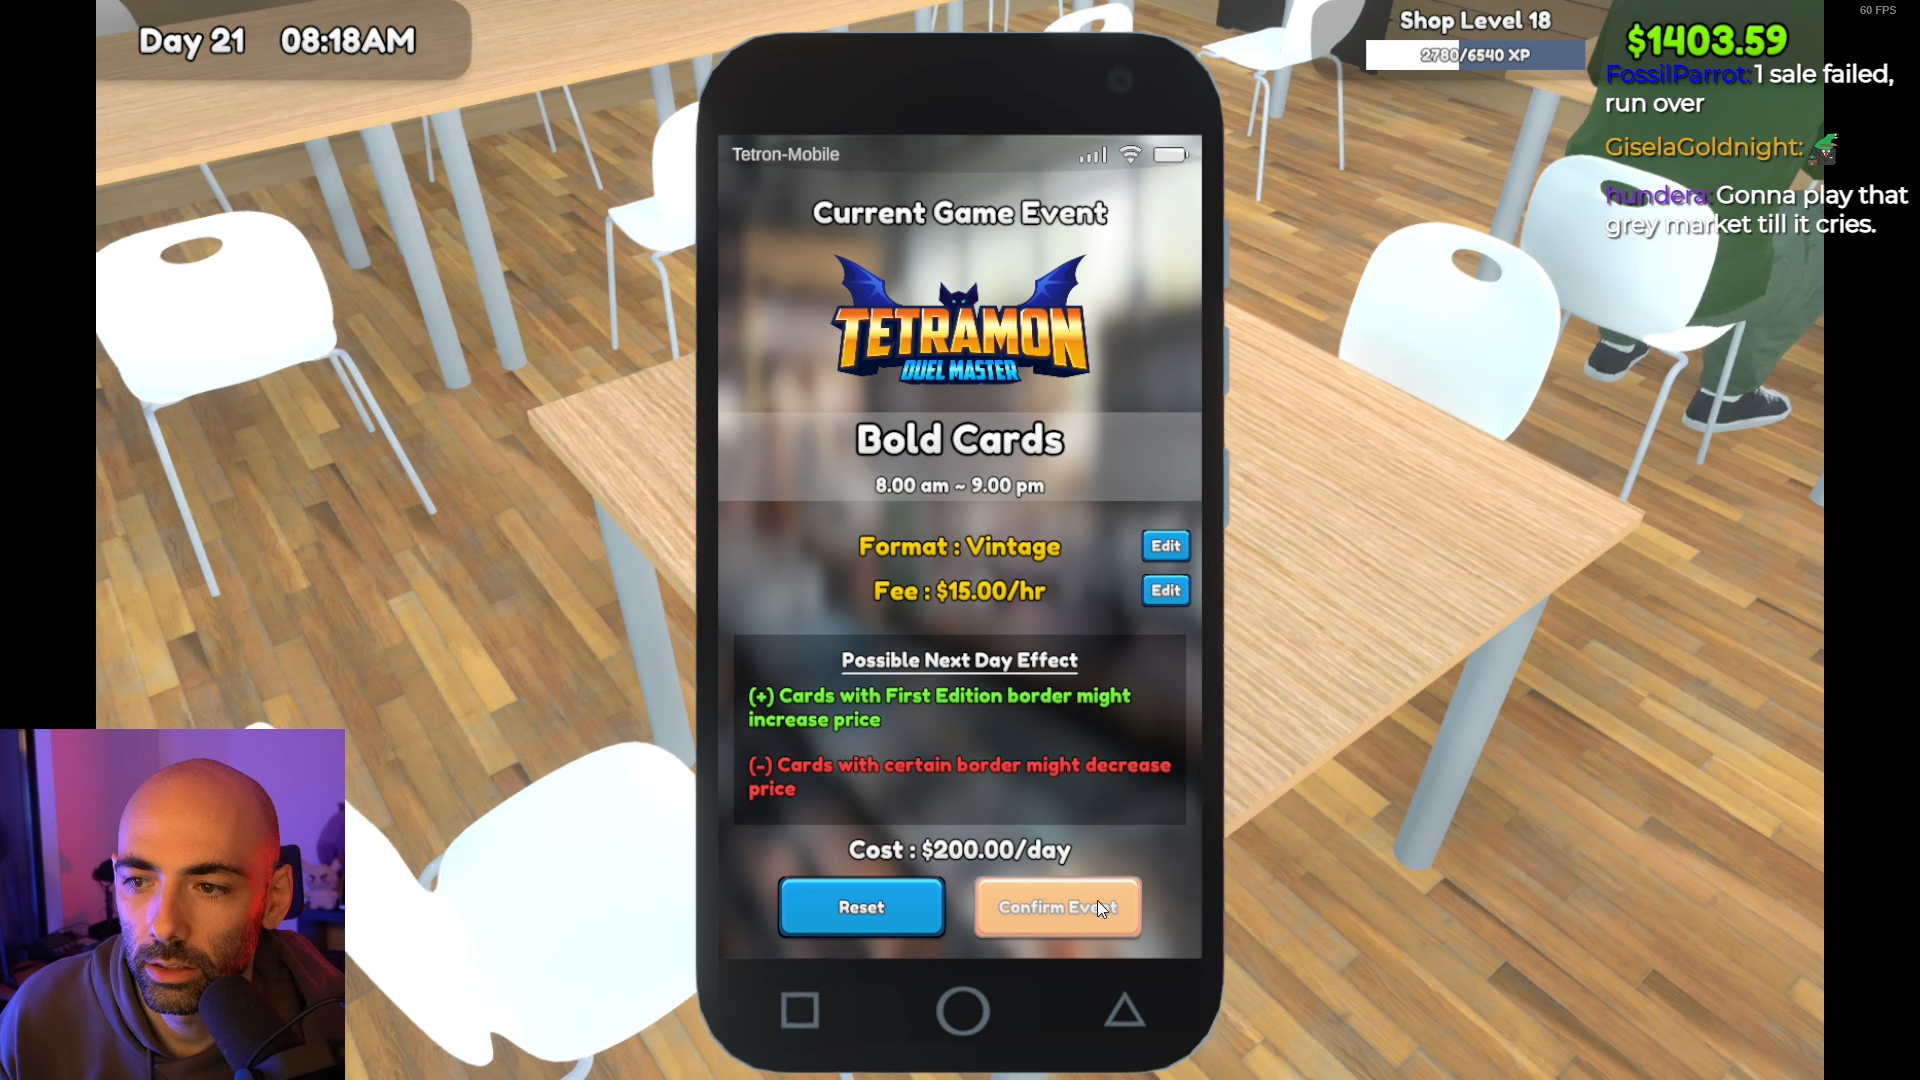 60 FPS
Day 21 08:18AM
Shop Level 18
2780/6540 XP
$1403.59
FossilParrot: 1 sale failed,
run over
GiselaGoldnight:
hundera: Gonna play that
grey market till it cries.
Tetron-Mobile
Current Game Event
TETRAMON
DUEL MASTER
Bold Cards
8.00 am ~ 9.00 pm
Format : Vintage
Edit
Fee : $15.00/hr
Edit
Possible Next Day Effect
(+) Cards with First Edition border might
increase price
(-) Cards with certain border might decrease
price
Cost : $200.00/day
Reset
Confirm Event